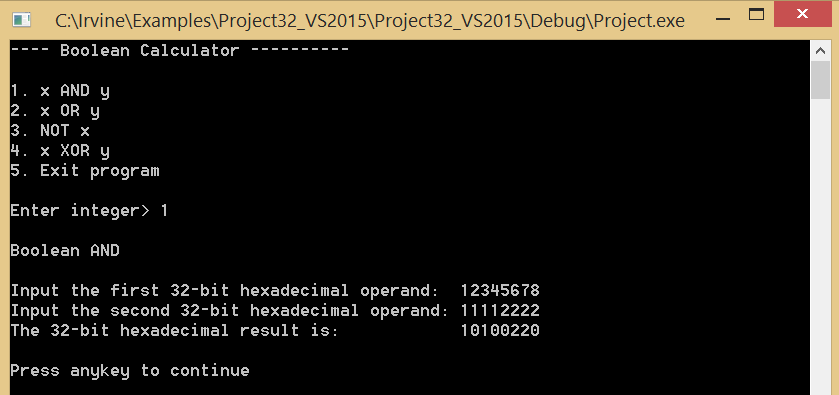 C:\Irvine\Examples\Project32_VS2015\Project32_VS2015\Debug\Project.exe
---- Boolean Calculator ----------
1. x AND y
2. x OR y
3. NOT x
4. x XOR y
5. Exit program
Enter integer> 1
Boolean AND
Input the first 32-bit hexadecimal operand:  12345678
Input the second 32-bit hexadecimal operand: 11112222
The 32-bit hexadecimal result is:            10100220
Press anykey to continue